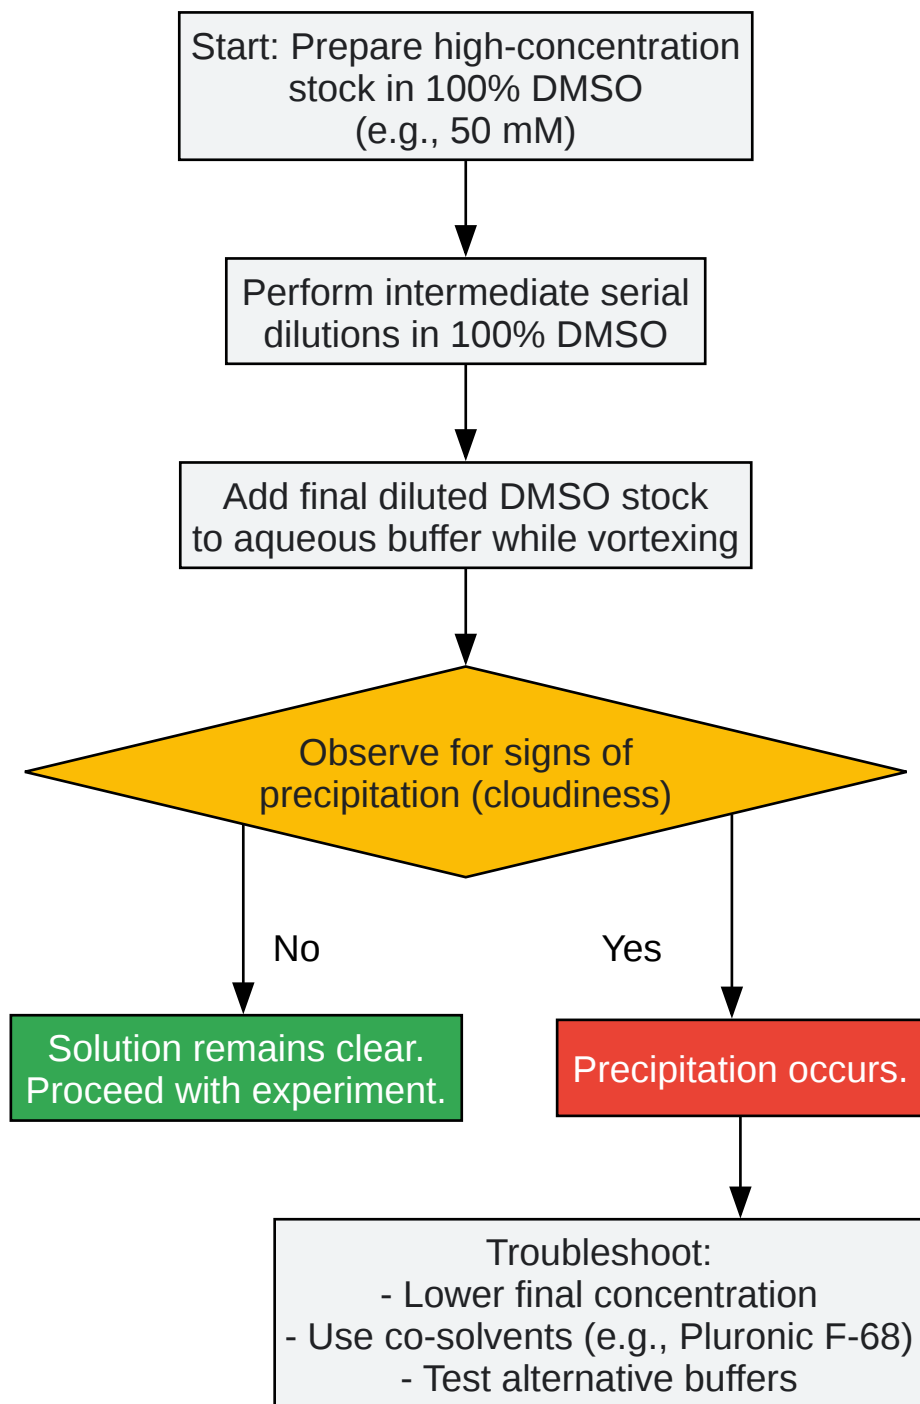 Start: Prepare high-concentration
stock in 100% DMSO
(e.g., 50 mM)
Perform intermediate serial
dilutions in 100% DMSO
Add final diluted DMSO stock
to aqueous buffer while vortexing
Observe for signs of
precipitation (cloudiness)
No
Yes
Solution remains clear.
Proceed with experiment.
Precipitation occurs.
Troubleshoot:
- Lower final concentration
- Use co-solvents (e.g., Pluronic F-68)
- Test alternative buffers